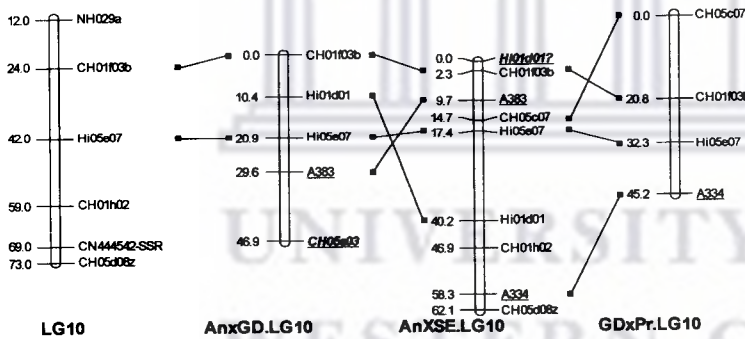 12.0 NH029a
24.0 CH01f03b
42.0 Hi05e07
59.0 CH01h02
69.0 CN444542-SSR
73.0 CH05d08z
LG10
0.0 CH01f03b
10.4 Hi01d01
20.9 Hi05e07
29.6 A383
46.9 CH05e03
AnxGD.LG10
0.0 Hi01d01?
2.3 CH01f03b
9.7 A383
14.7 CH05c07
17.4 Hi05e07
40.2 Hi01d01
46.9 CH01h02
58.3 A334
62.1 CH05d08z
AnXSE.LG10
0.0 CH05c07
20.8 CH01f03b
32.3 Hi05e07
45.2 A334
GDxPr.LG10
UNIVERSITY
WESTERN C